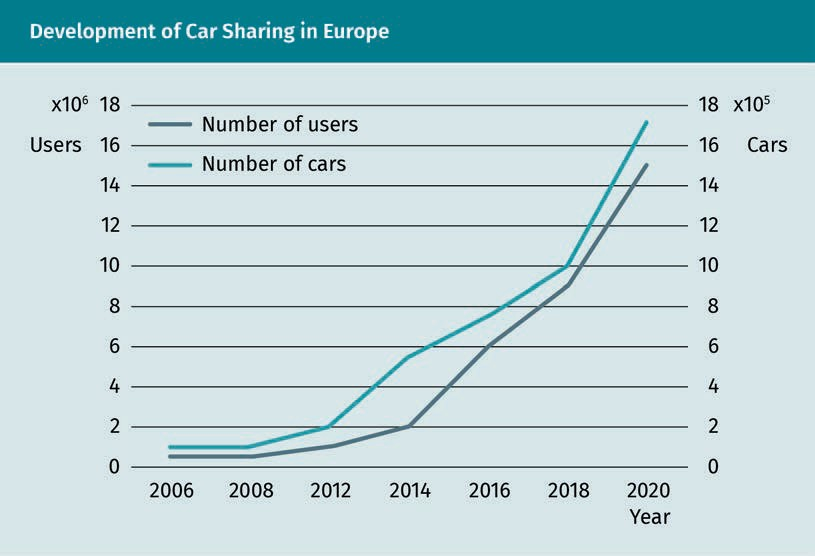 Development of Car Sharing in Europe
x10⁶ 18 18 x10⁵
Number of users
Users 16 16 Cars
Number of cars
14 14
12 12
10 10
8 8
6 6
4 4
2 2
0 0
2006 2008 2012 2014 2016 2018 2020
Year